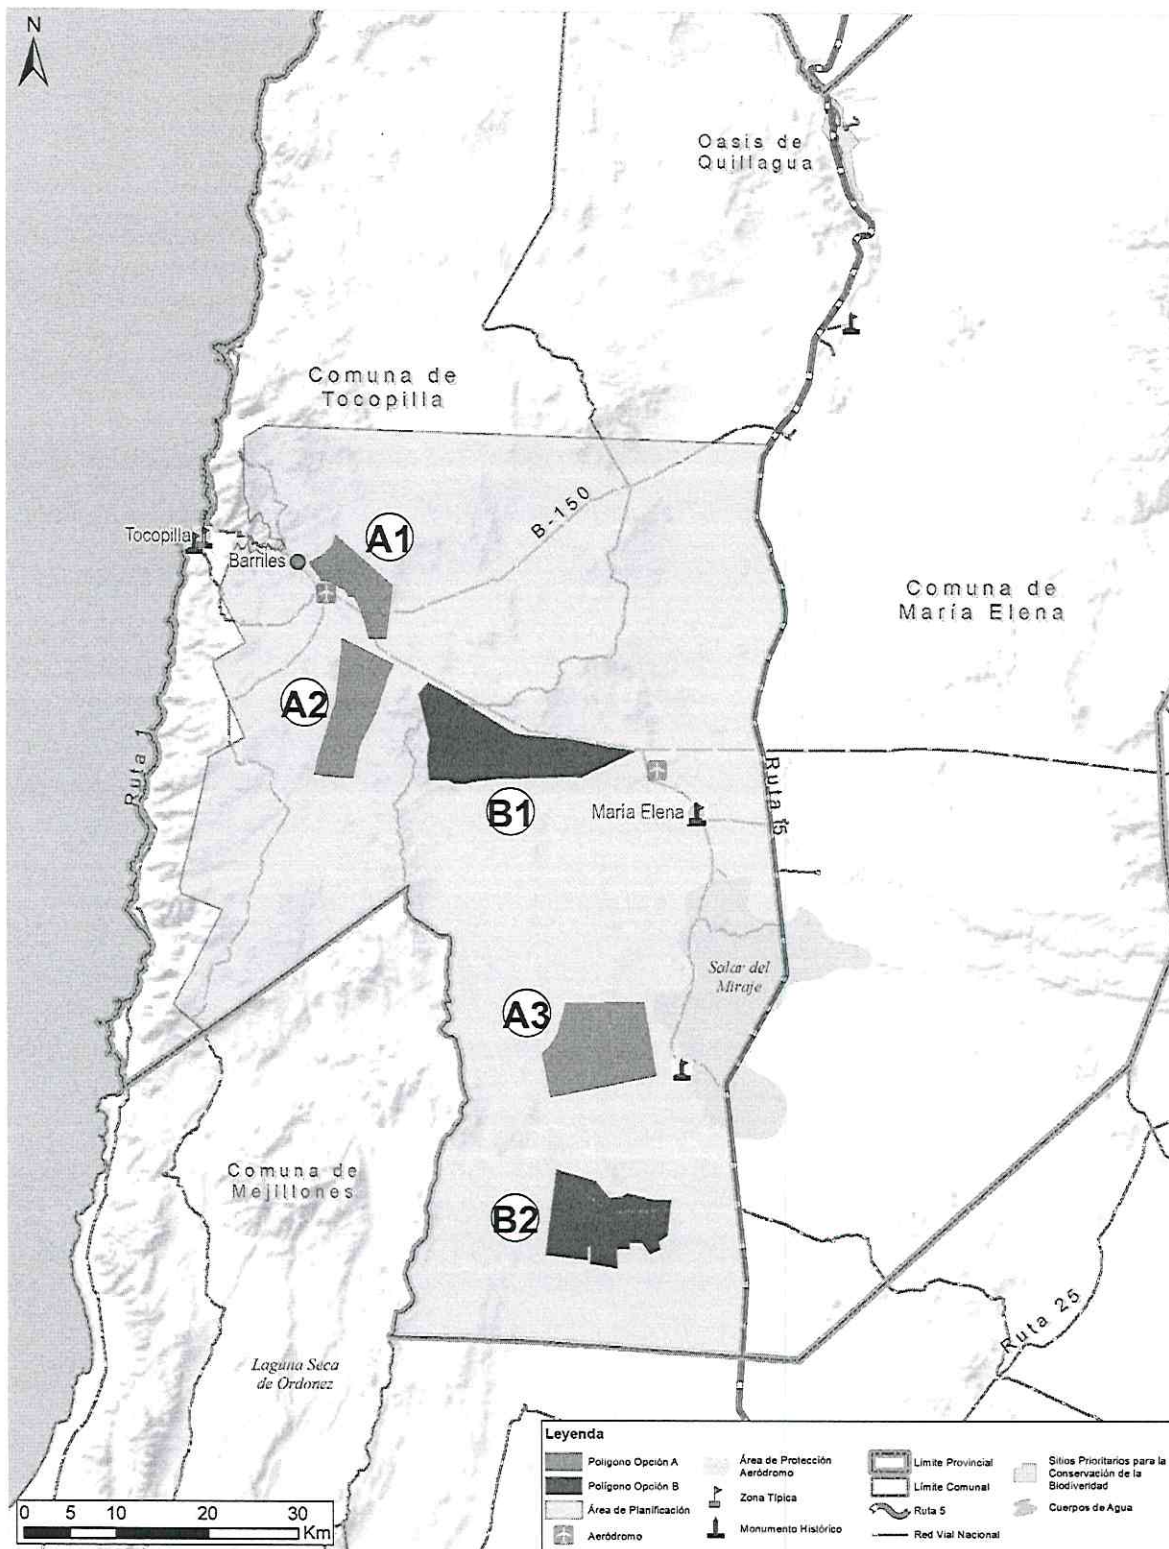 N
Oasis de
Quillagua
Comuna de
Tocopilla
B-150
Tocopilla
A1
Barriles
Comuna de
María Elena
A2
Ruta 1
B1
Ruta 5
María Elena
Salar del
Miraje
A3
Comuna de
Mejillones
B2
Ruta 25
Laguna Seca
de Ordonez
Leyenda
Polígono Opción A
Polígono Opción B
Área de Planificación
Aeródromo
Área de Protección
Aeródromo
Zona Típica
Monumento Histórico
Límite Provincial
Límite Comunal
Ruta 5
Red Vial Nacional
Sitios Prioritarios para la
Conservación de la
Biodiveridad
Cuerpos de Agua
0 5 10 20 30
Km